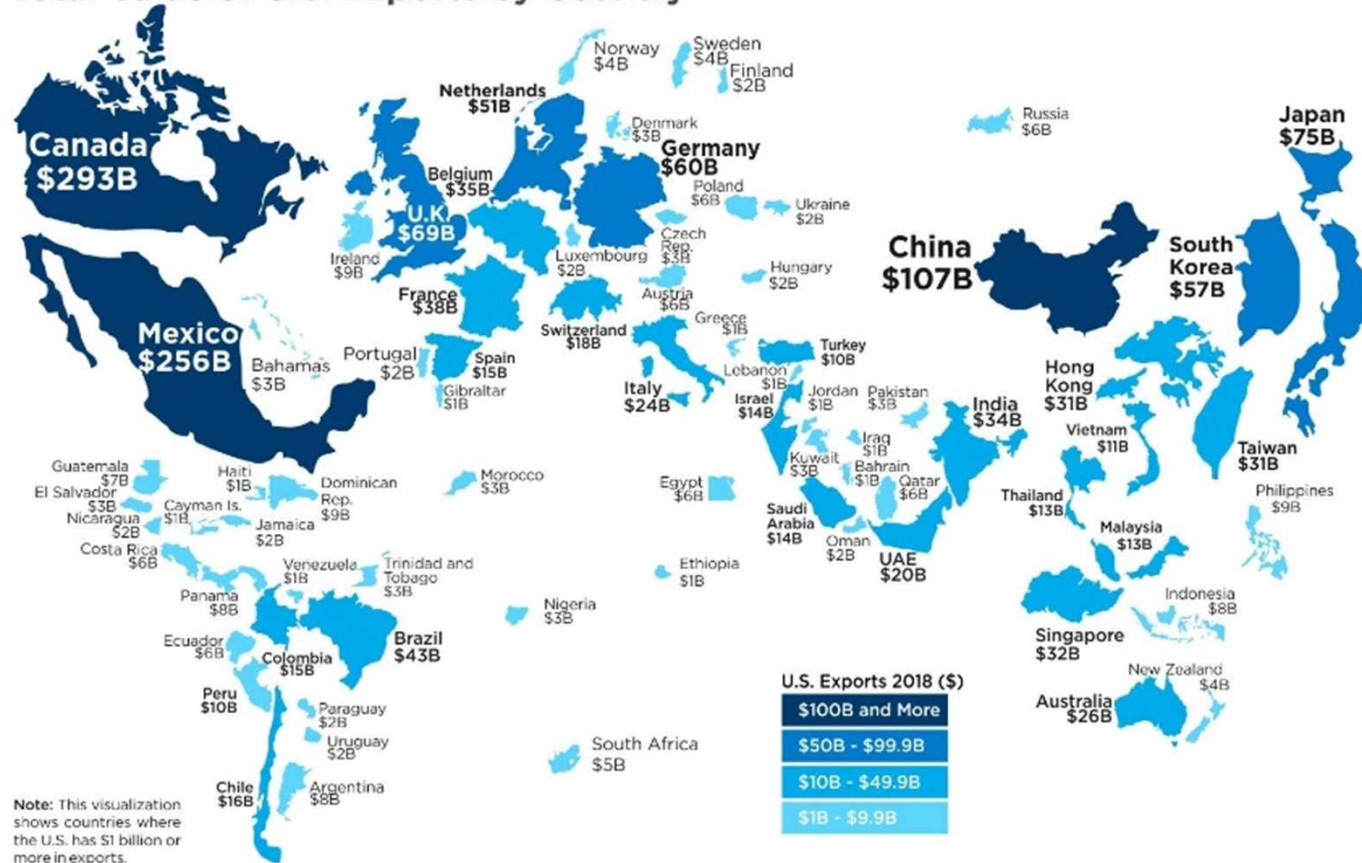 Canada
$293B
Mexico
$256B
Bahamas
$3B
Norway
$4B
Sweden
$4B
Finland
$2B
Netherlands
$51B
Denmark
$3B
Germany
$60B
Belgium
$35B
U.K.
$69B
Ireland
$9B
Luxembourg
$2B
Poland
$6B
Ukraine
$2B
Czech
Rep.
$3B
Hungary
$2B
Austria
$6B
France
$38B
Switzerland
$18B
Greece
$1B
Portugal
$2B
Spain
$15B
Gibraltar
$1B
Italy
$24B
Turkey
$10B
Lebanon
$1B
Israel
$14B
Jordan
$1B
Pakistan
$3B
India
$34B
Iraq
$1B
Kuwait
$3B
Bahrain
$1B
Qatar
$6B
Saudi
Arabia
$14B
Oman
$2B
UAE
$20B
Russia
$6B
Japan
$75B
China
$107B
South
Korea
$57B
Hong
Kong
$31B
Vietnam
$11B
Taiwan
$31B
Thailand
$13B
Malaysia
$13B
Philippines
$9B
Indonesia
$8B
Singapore
$32B
New Zealand
$4B
Australia
$26B
Guatemala
$7B
El Salvador
$3B
Nicaragua
$2B
Costa Rica
$6B
Haiti
$1B
Dominican
Rep.
$9B
Cayman Is.
$1B
Jamaica
$2B
Panama
$8B
Venezuela
$1B
Trinidad and
Tobago
$3B
Morocco
$3B
Egypt
$6B
Ethiopia
$1B
Nigeria
$3B
South Africa
$5B
Ecuador
$6B
Colombia
$15B
Brazil
$43B
Peru
$10B
Paraguay
$2B
Uruguay
$2B
Chile
$16B
Argentina
$8B
U.S. Exports 2018 ($)
$100B and More
$50B - $99.9B
$10B - $49.9B
$1B - $9.9B
Note: This visualization
shows countries where
the U.S. has $1 billion or
more in exports.